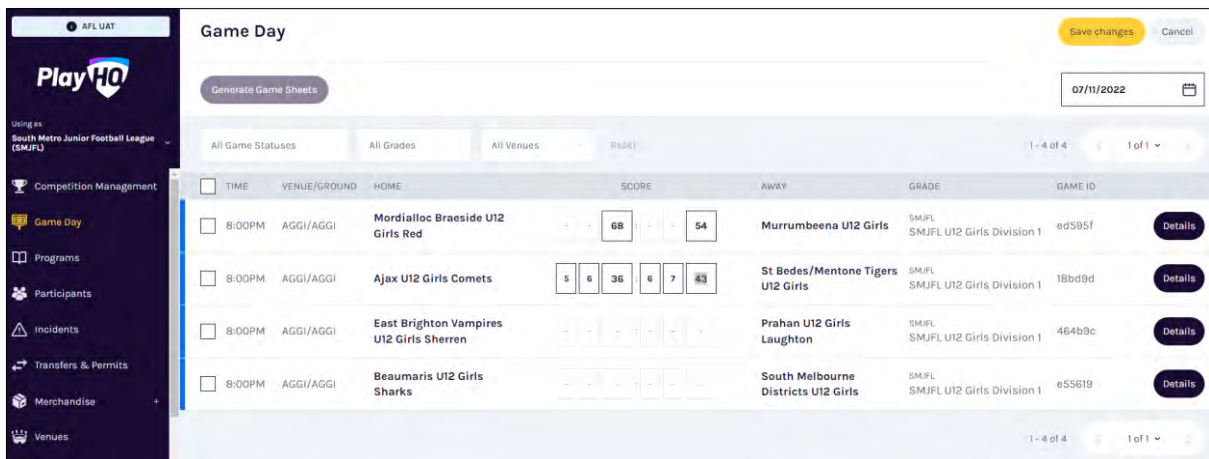 AFL UAT
Game Day
Save changes
Cancel
PlayHQ
Generate Game Sheets
07/11/2022
Using as
South Metro Junior Football League
(SMJFL)
All Game Statuses
All Grades
All Venues
Reset
1 - 4 of 4
1 of 1
Competition Management
Game Day
Programs
Participants
Incidents
Transfers & Permits
Merchandise +
Venues
TIME VENUE/GROUND HOME SCORE AWAY GRADE GAME ID
8:00PM AGGI/AGGI Mordialloc Braeside U12 - - 68 : - - 54 Murrumbeena U12 Girls SMJFL ed595f Details
Girls Red SMJFL U12 Girls Division 1
8:00PM AGGI/AGGI Ajax U12 Girls Comets 5 6 36 : 6 7 43 St Bedes/Mentone Tigers SMJFL 18bd9d Details
U12 Girls SMJFL U12 Girls Division 1
8:00PM AGGI/AGGI East Brighton Vampires - - - : - - - Prahan U12 Girls SMJFL 464b9c Details
U12 Girls Sherren Laughton SMJFL U12 Girls Division 1
8:00PM AGGI/AGGI Beaumaris U12 Girls - - - : - - - South Melbourne SMJFL e55619 Details
Sharks Districts U12 Girls SMJFL U12 Girls Division 1
1 - 4 of 4
1 of 1